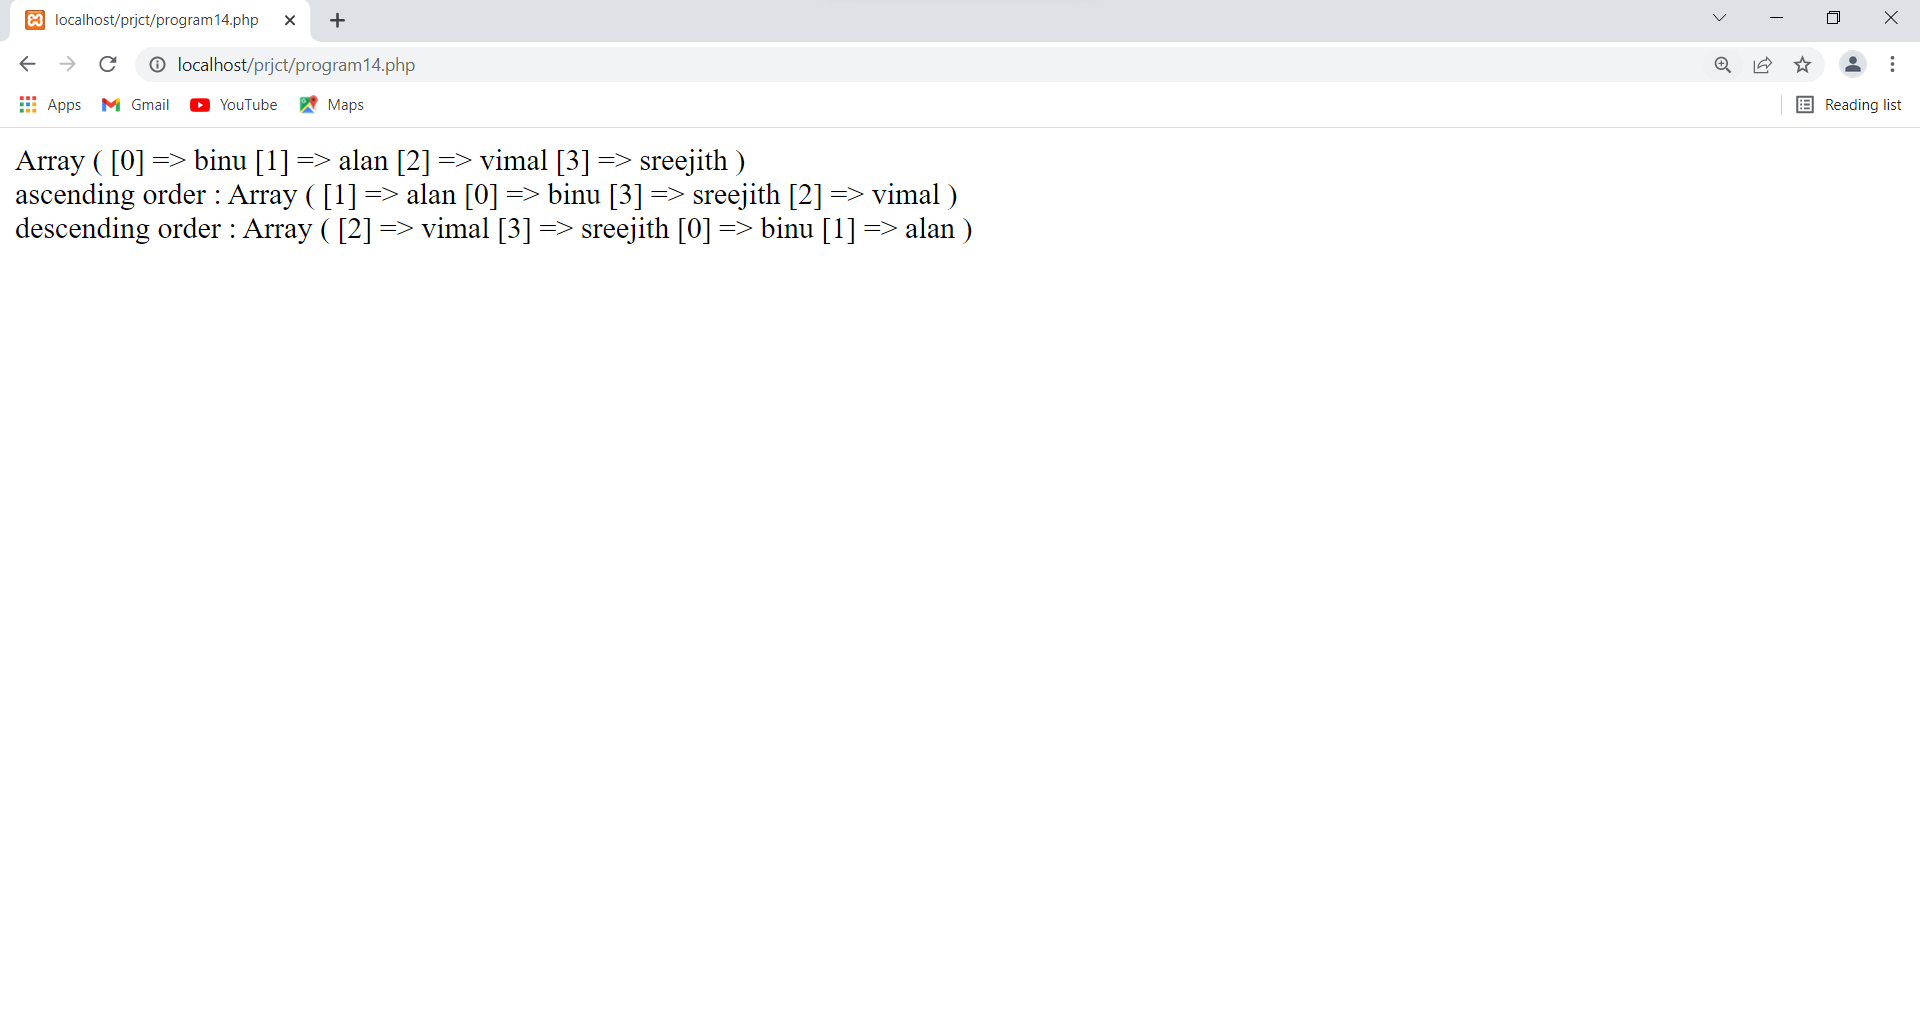 localhost/prjct/program14.php
localhost/prjct/program14.php
Apps Gmail YouTube Maps Reading list
Array ( [0] => binu [1] => alan [2] => vimal [3] => sreejith )
ascending order : Array ( [1] => alan [0] => binu [3] => sreejith [2] => vimal )
descending order : Array ( [2] => vimal [3] => sreejith [0] => binu [1] => alan )